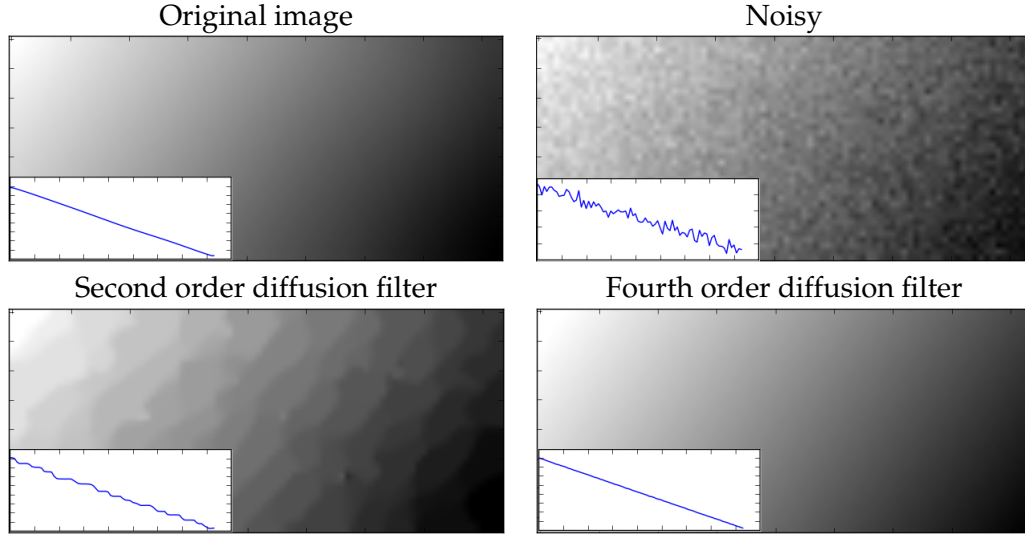 Original image
Noisy
Second order diffusion filter
Fourth order diffusion filter